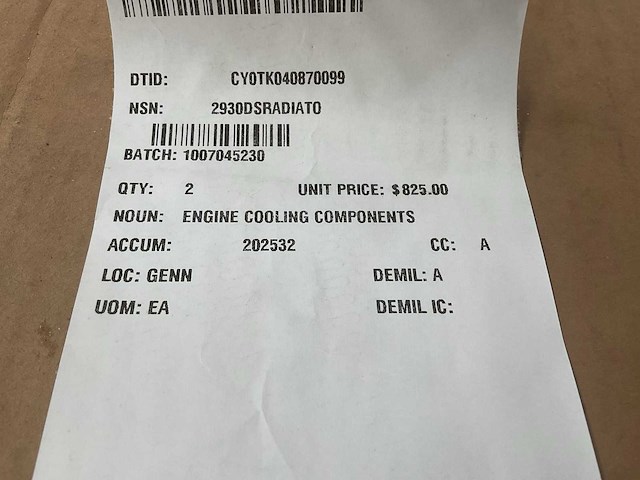 DTID: CY0TK040870099
NSN: 2930DSRADIATO
BATCH: 1007045230
QTY: 2 UNIT PRICE: $825.00
NOUN: ENGINE COOLING COMPONENTS
ACCUM: 202532 CC: A
LOC: GENN DEMIL: A
UOM: EA DEMIL IC: